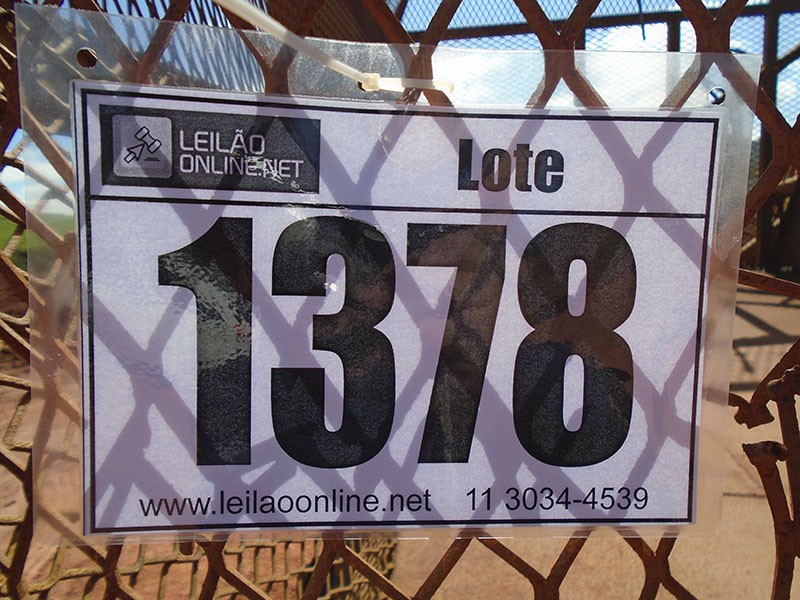 LEILÃO
ONLINE.NET
Lote
1378
www.leilaoonline.net 11 3034-4539